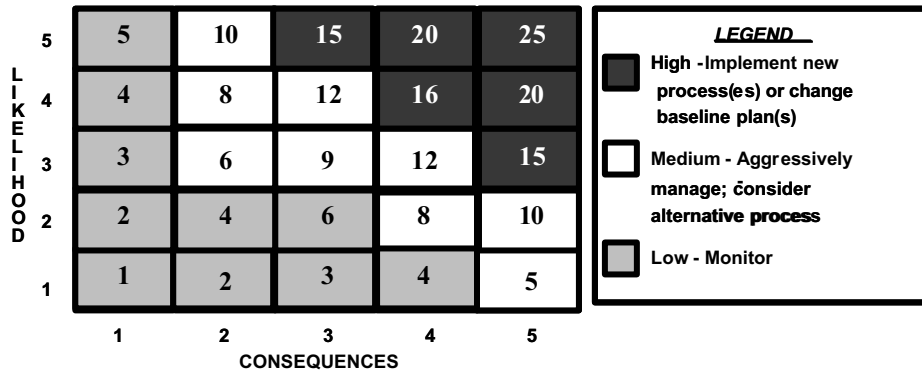 5 5 10 15 20 25
4 4 8 12 16 20
3 3 6 9 12 15
2 2 4 6 8 10
1 1 2 3 4 5
1 2 3 4 5
LIKELIHOOD
CONSEQUENCES
LEGEND
High -Implement new
process(es) or change
baseline plan(s)
Medium - Aggressively
manage; consider
alternative process
Low - Monitor